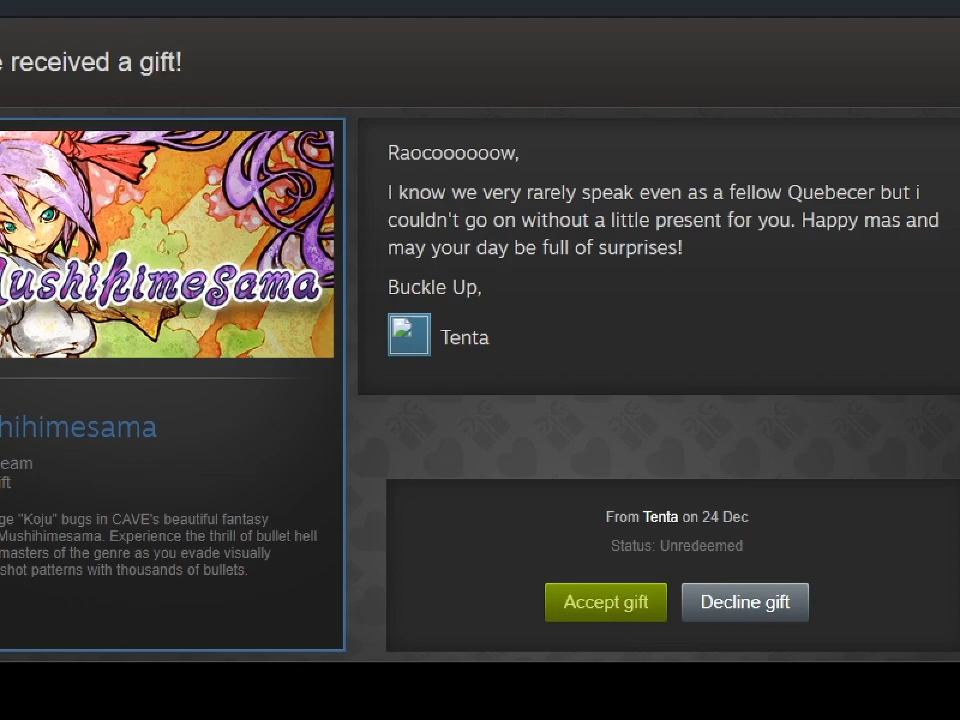 e received a gift!
Mushihimesama
hihimesama
eam
ift
ge "Koju" bugs in CAVE's beautiful fantasy
Mushihimesama. Experience the thrill of bullet hell
masters of the genre as you evade visually
shot patterns with thousands of bullets.
Raocoooooow,
I know we very rarely speak even as a fellow Quebecer but i
couldn't go on without a little present for you. Happy mas and
may your day be full of surprises!
Buckle Up,
Tenta
From Tenta on 24 Dec
Status: Unredeemed
Accept gift
Decline gift